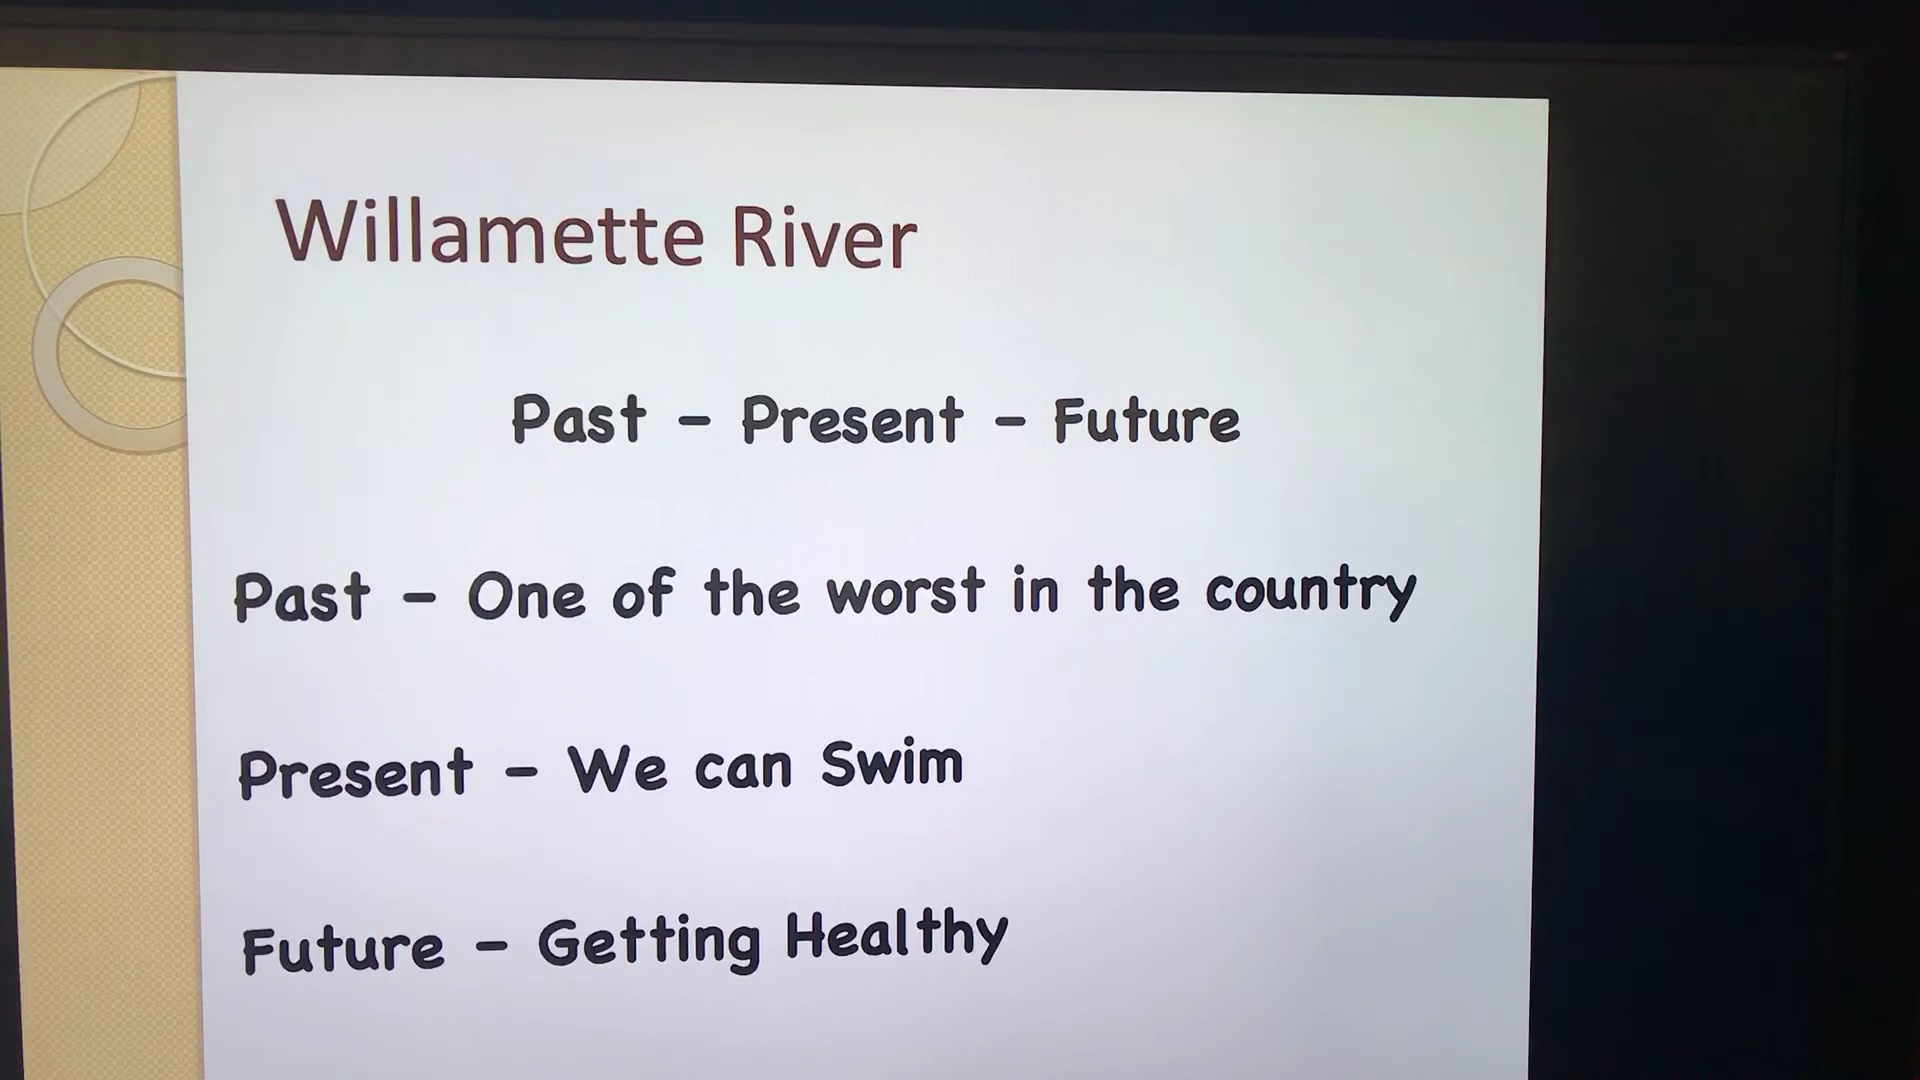 Willamette River
Past – Present – Future
Past – One of the worst in the country
Present – We can Swim
Future – Getting Healthy